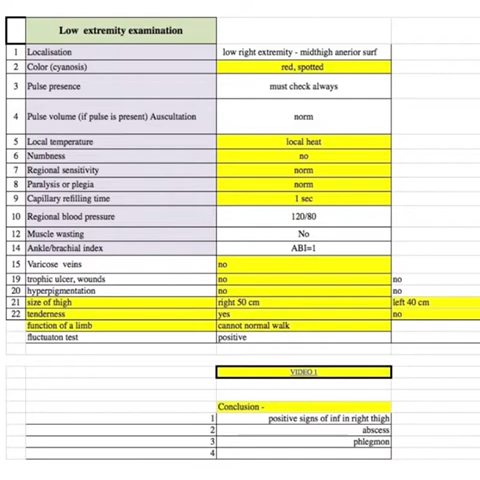 Low extremity examination
1 Localisation low right extremity - midthigh anerior surf
2 Color (cyanosis) red, spotted
3 Pulse presence must check always
4 Pulse volume (if pulse is present) Auscultation norm
5 Local temperature local heat
6 Numbness no
7 Regional sensitivity norm
8 Paralysis or plegia norm
9 Capillary refilling time 1 sec
10 Regional blood pressure 120/80
12 Muscle wasting No
14 Ankle/brachial index ABI=1
15 Varicose veins no
19 trophic ulcer, wounds no no
20 hyperpigmentation no no
21 size of thigh right 50 cm left 40 cm
22 tenderness yes no
function of a limb cannot normal walk
fluctuaton test positive
VIDEO 1
Conclusion -
1 positive signs of inf in right thigh
2 abscess
3 phlegmon
4